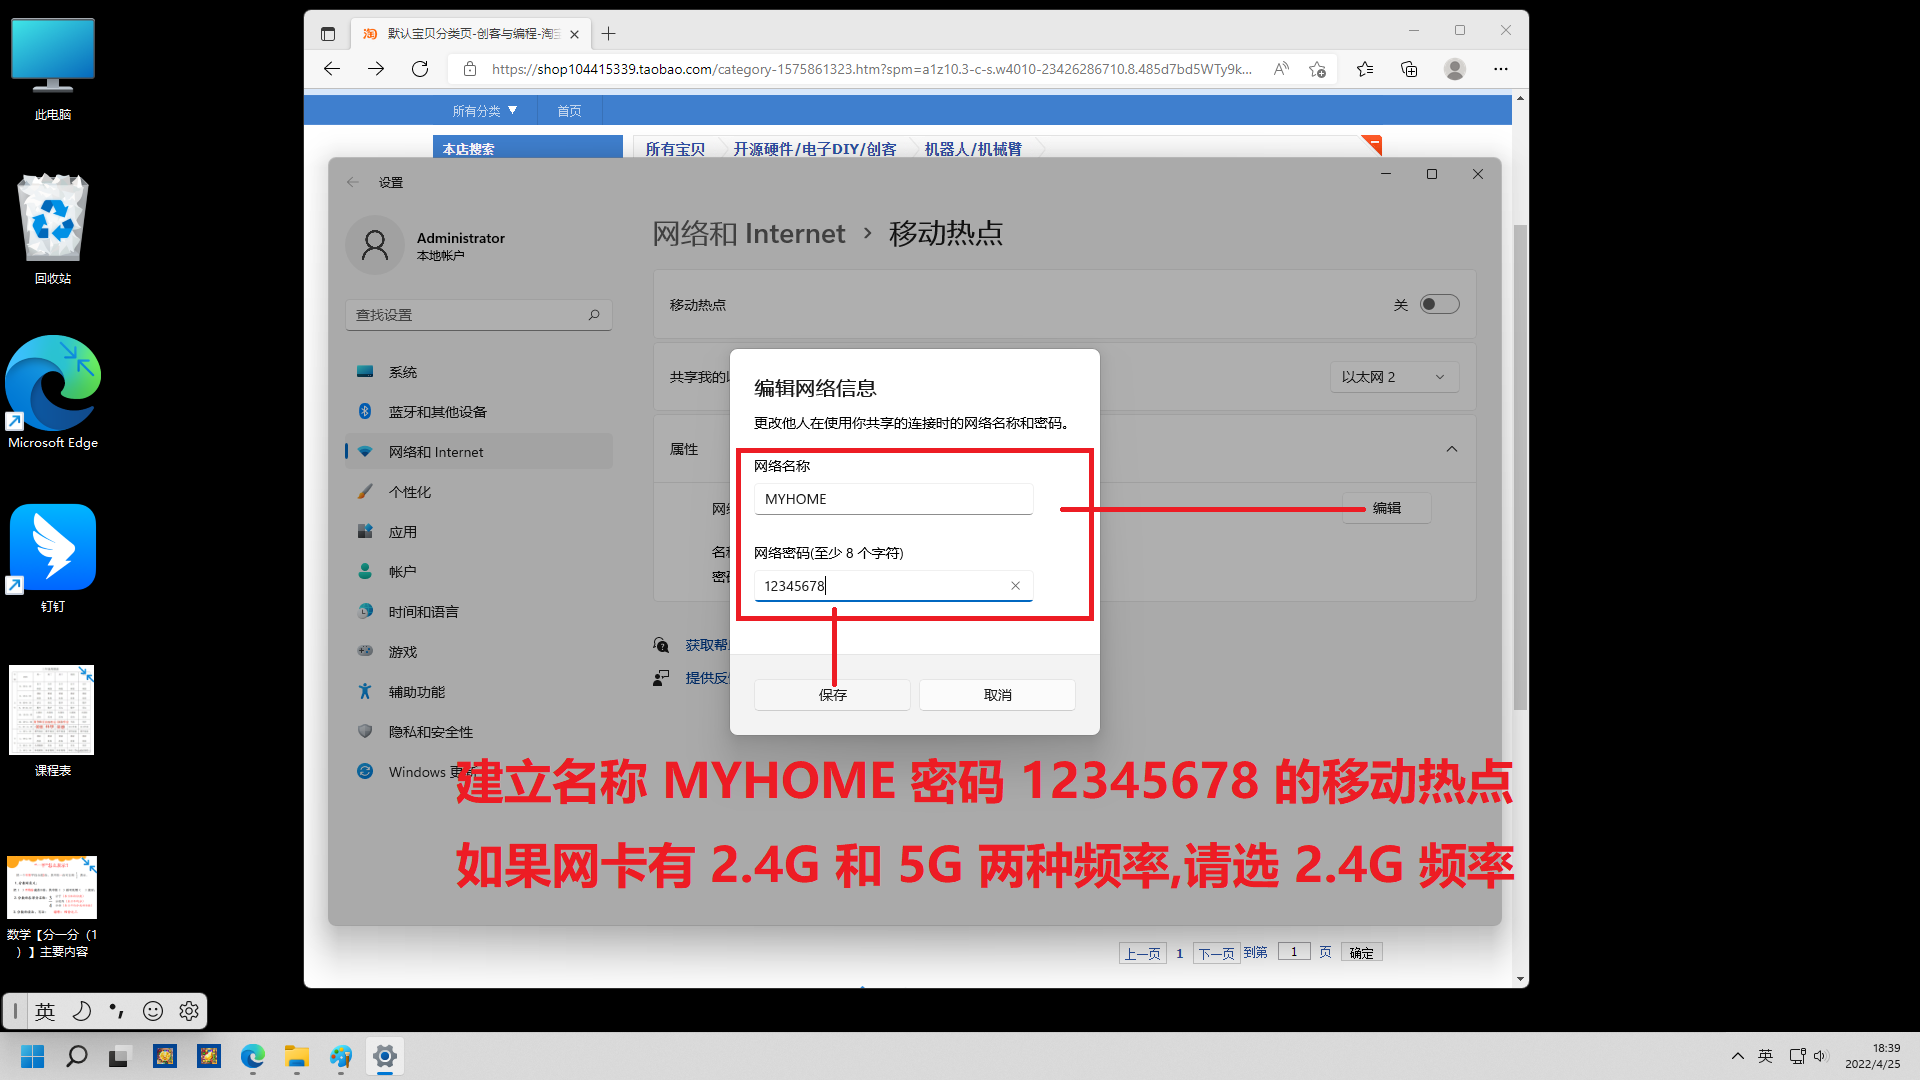 此电脑
回收站
Microsoft Edge
钉钉
课程表
数学【分一分（1
）】主要内容
默认宝贝分类页-创客与编程-淘宝
https://shop104415339.taobao.com/category-1575861323.htm?spm=a1z10.3-c-s.w4010-23426286710.8.485d7bd5WTy9k...
所有分类 ▼
首页
本店搜索
所有宝贝
开源硬件/电子DIY/创客
机器人/机械臂
设置
Administrator
本地帐户
查找设置
系统
蓝牙和其他设备
网络和 Internet
个性化
应用
帐户
时间和语言
游戏
辅助功能
隐私和安全性
Windows 更
网络和 Internet › 移动热点
移动热点
关
共享我的
以太网 2
属性
编辑
获取帮
提供反
编辑网络信息
更改他人在使用你共享的连接时的网络名称和密码。
网络名称
MYHOME
网络密码(至少 8 个字符)
12345678
保存
取消
建立名称 MYHOME 密码 12345678 的移动热点
如果网卡有 2.4G 和 5G 两种频率,请选 2.4G 频率
上一页
1
下一页
到第
1
页
确定
英
英
18:39
2022/4/25